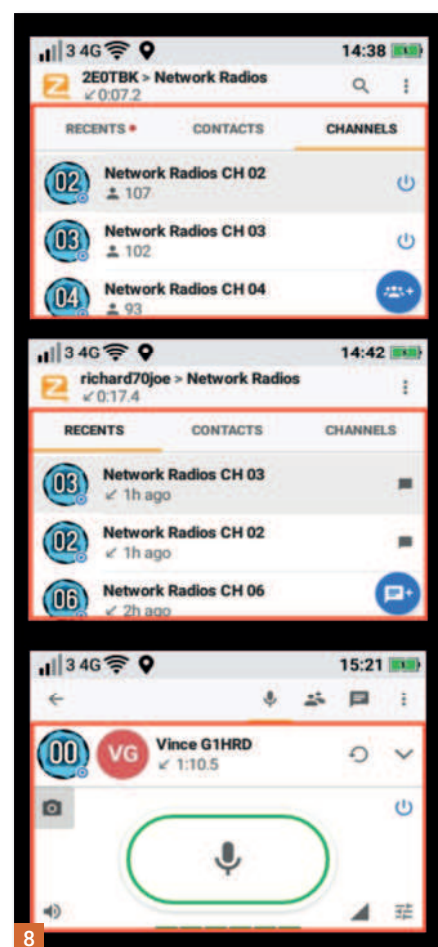 3 4G 14:38
Z 2E0TBK > Network Radios
0:07.2
RECENTS CONTACTS CHANNELS
02 Network Radios CH 02
107
03 Network Radios CH 03
102
04 Network Radios CH 04
93
3 4G 14:42
Z richard70joe > Network Radios
0:17.4
RECENTS CONTACTS CHANNELS
03 Network Radios CH 03
1h ago
02 Network Radios CH 02
1h ago
06 Network Radios CH 06
2h ago
3 4G 15:21
00 VG Vince G1HRD
1:10.5
8